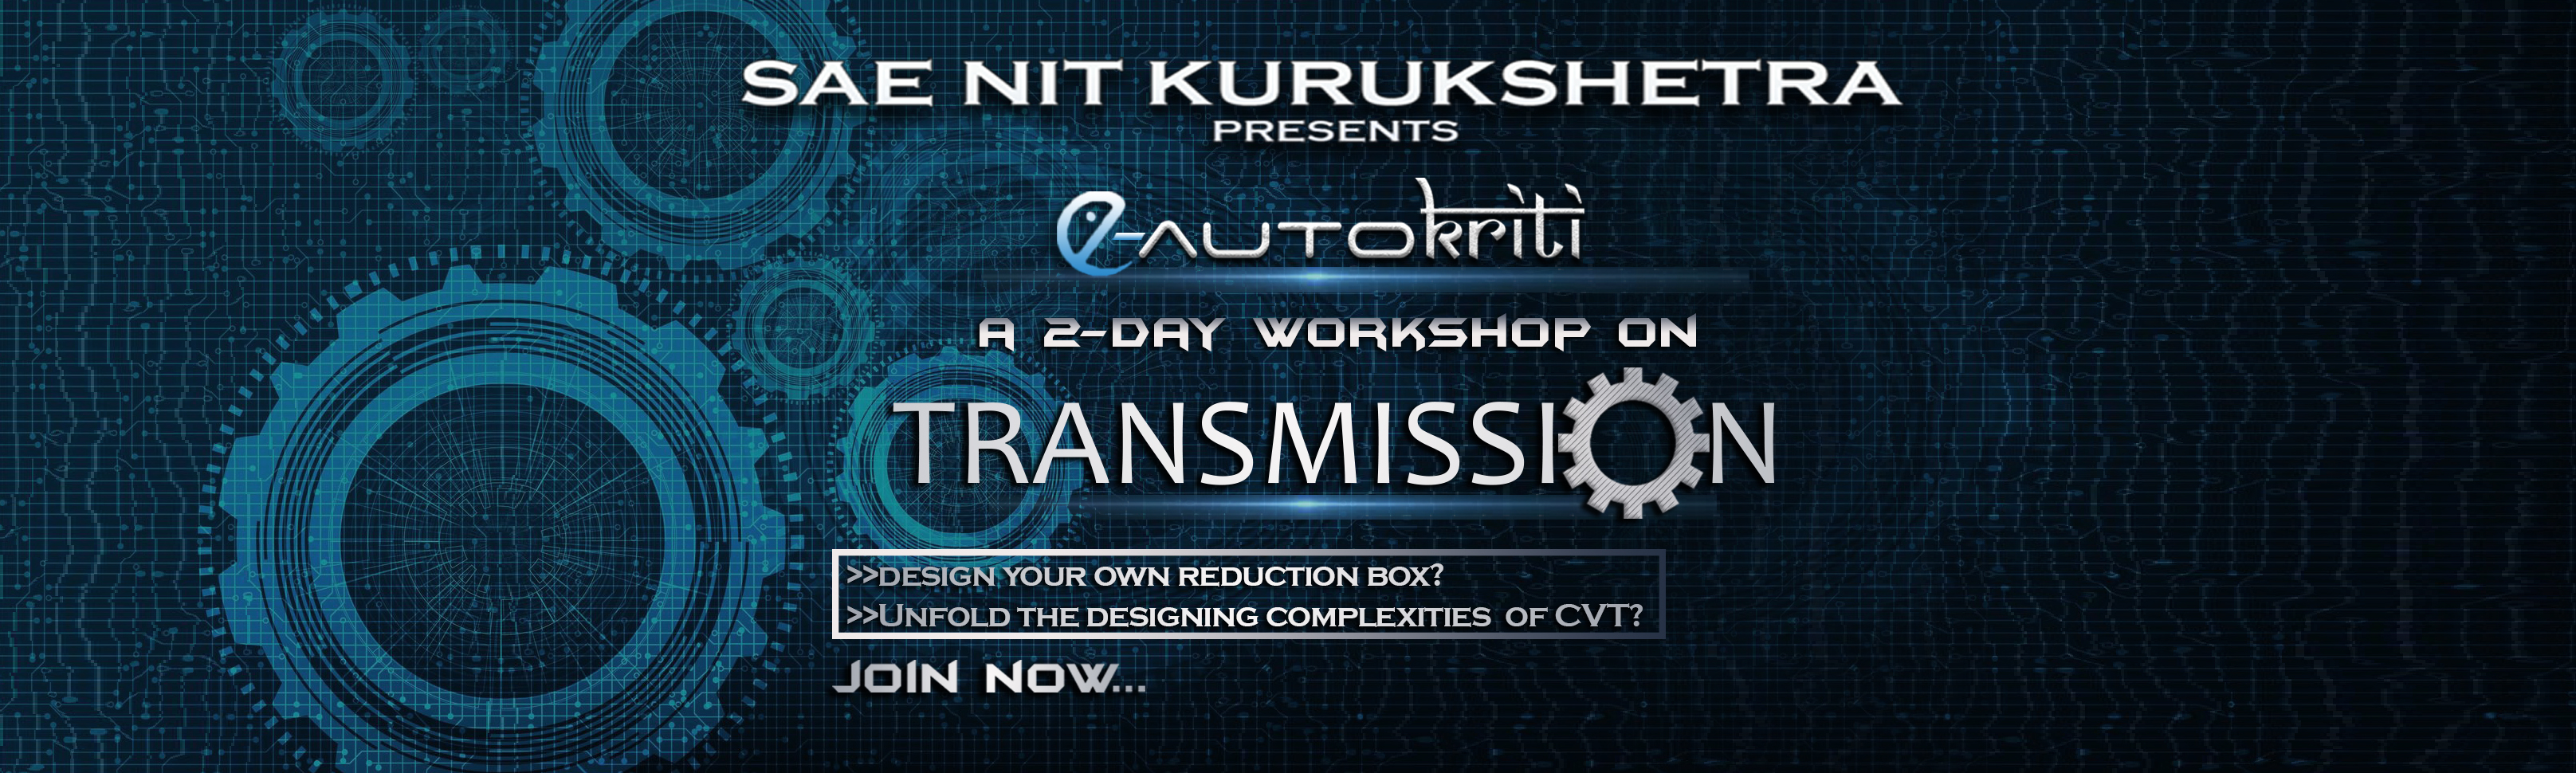 SAE NIT KURUKSHETRA
PRESENTS
e-AUTOKriti
A 2-DAY WORKSHOP ON
TRANSMISSION
>>DESIGN YOUR OWN REDUCTION BOX?
>>UNFOLD THE DESIGNING COMPLEXITIES OF CVT?
JOIN NOW...